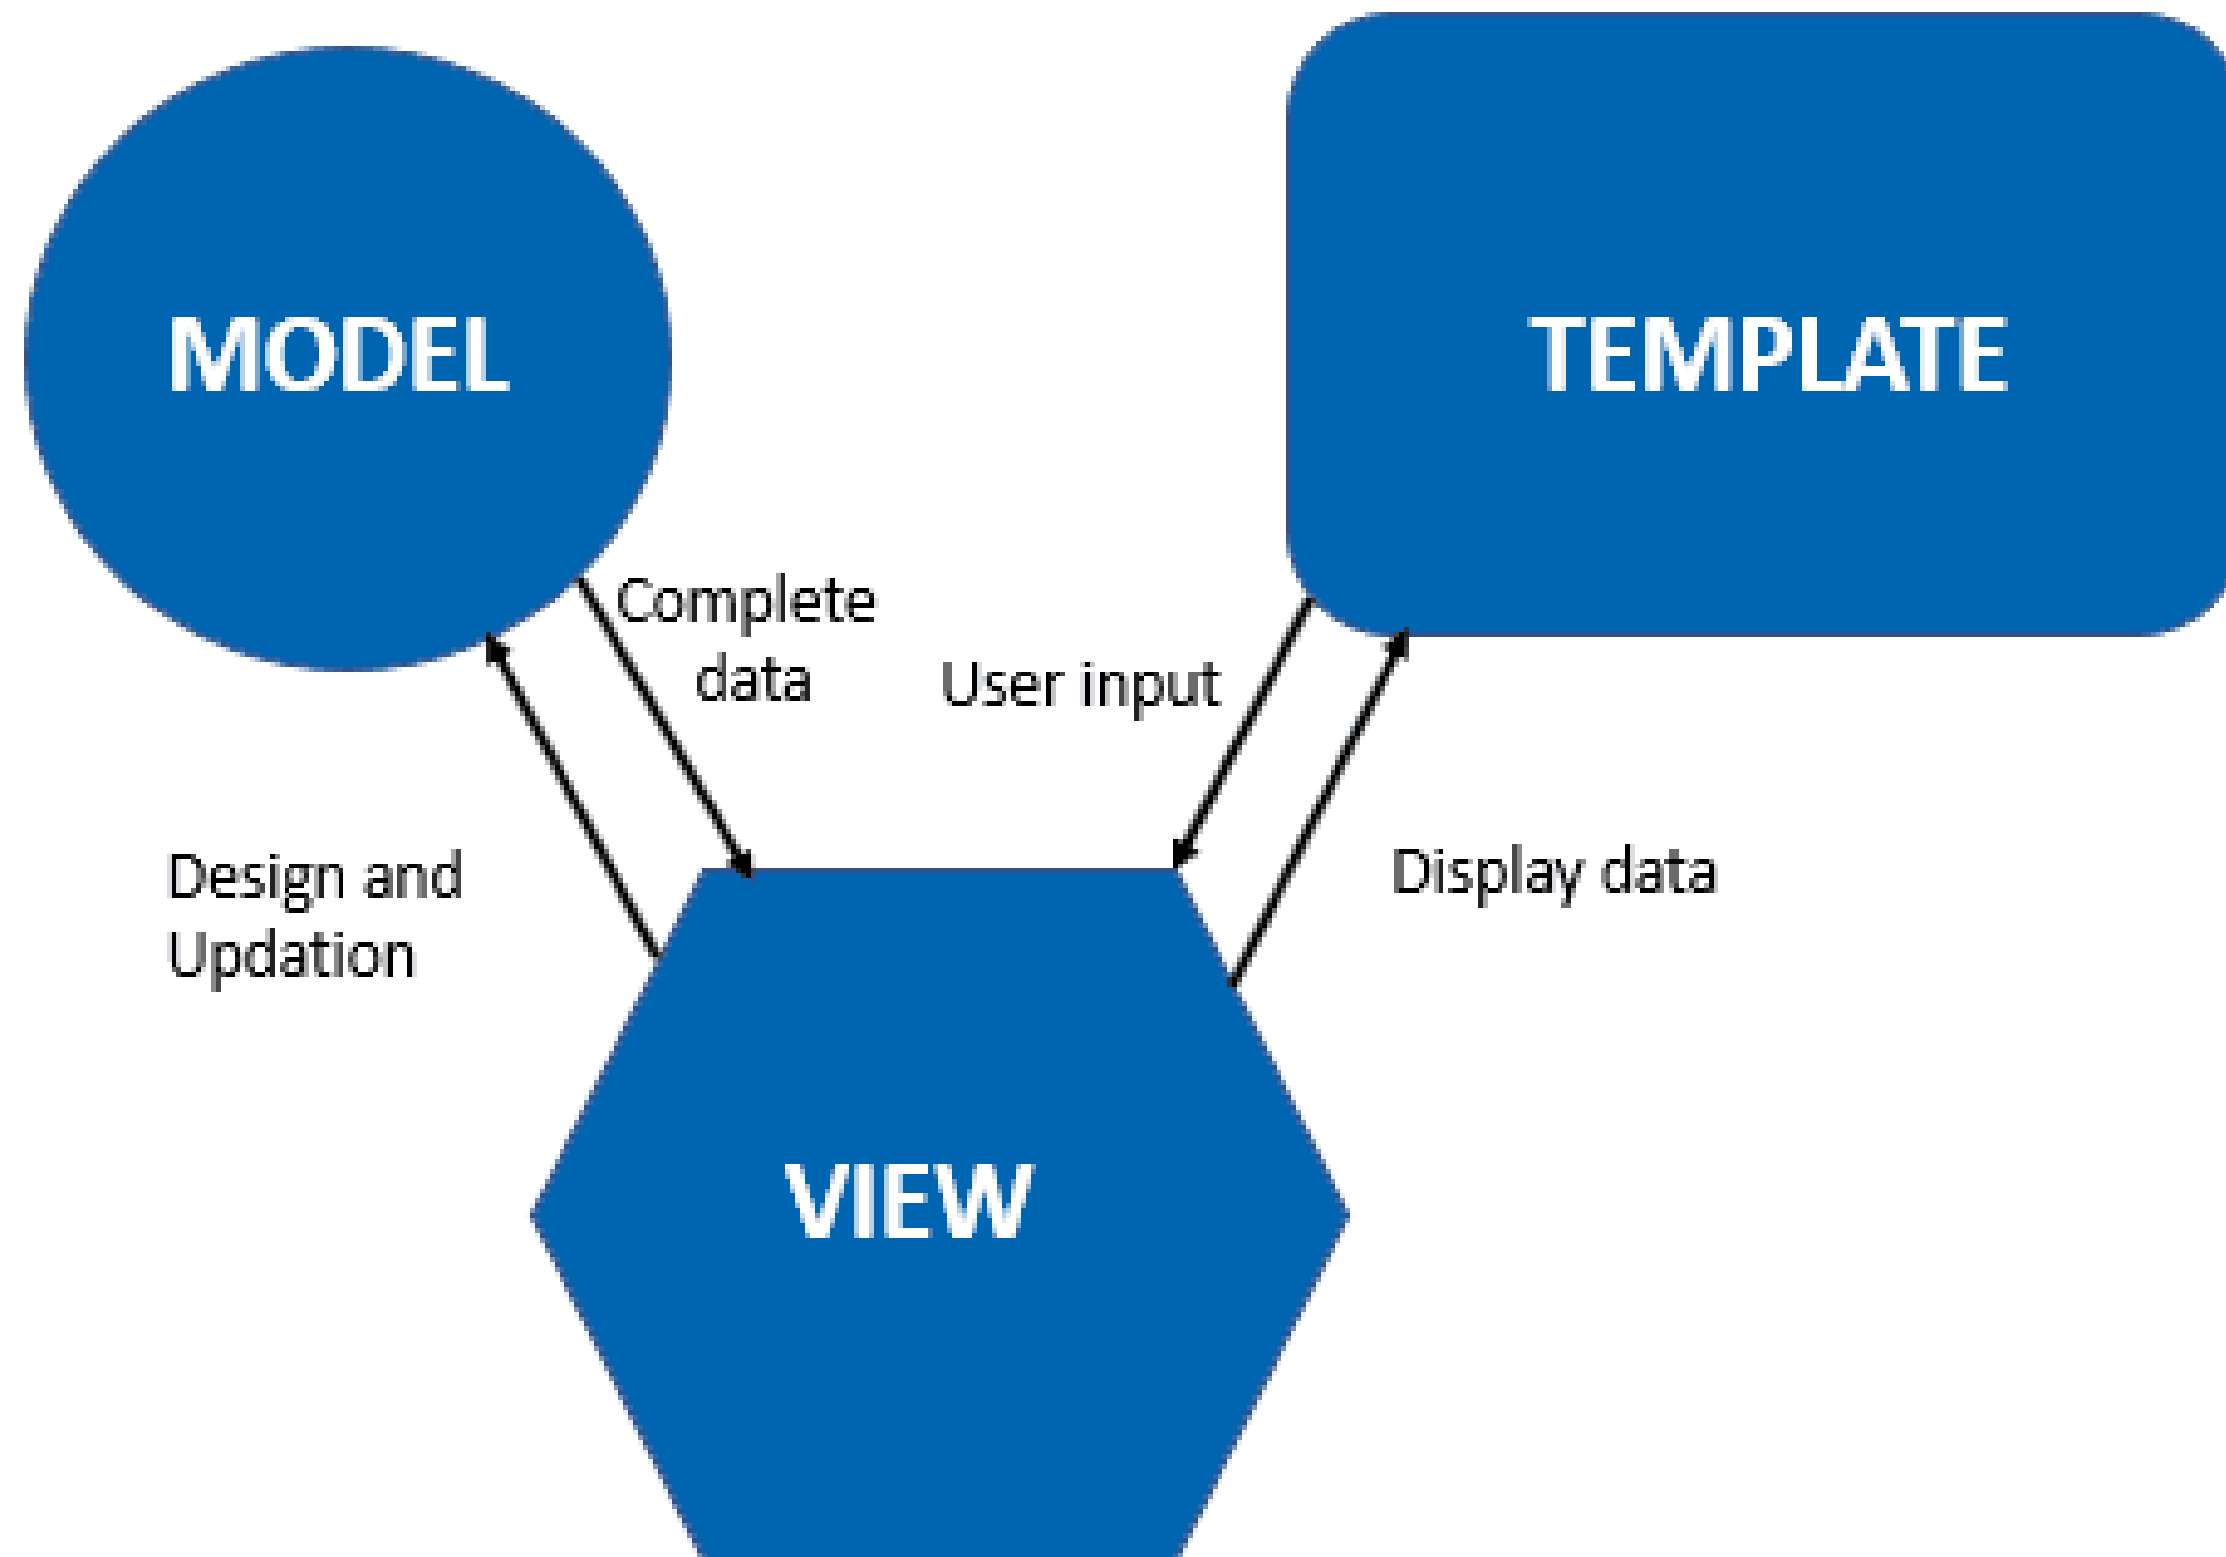 MODEL
TEMPLATE
Complete
data
User input
Design and
Updation
Display data
VIEW